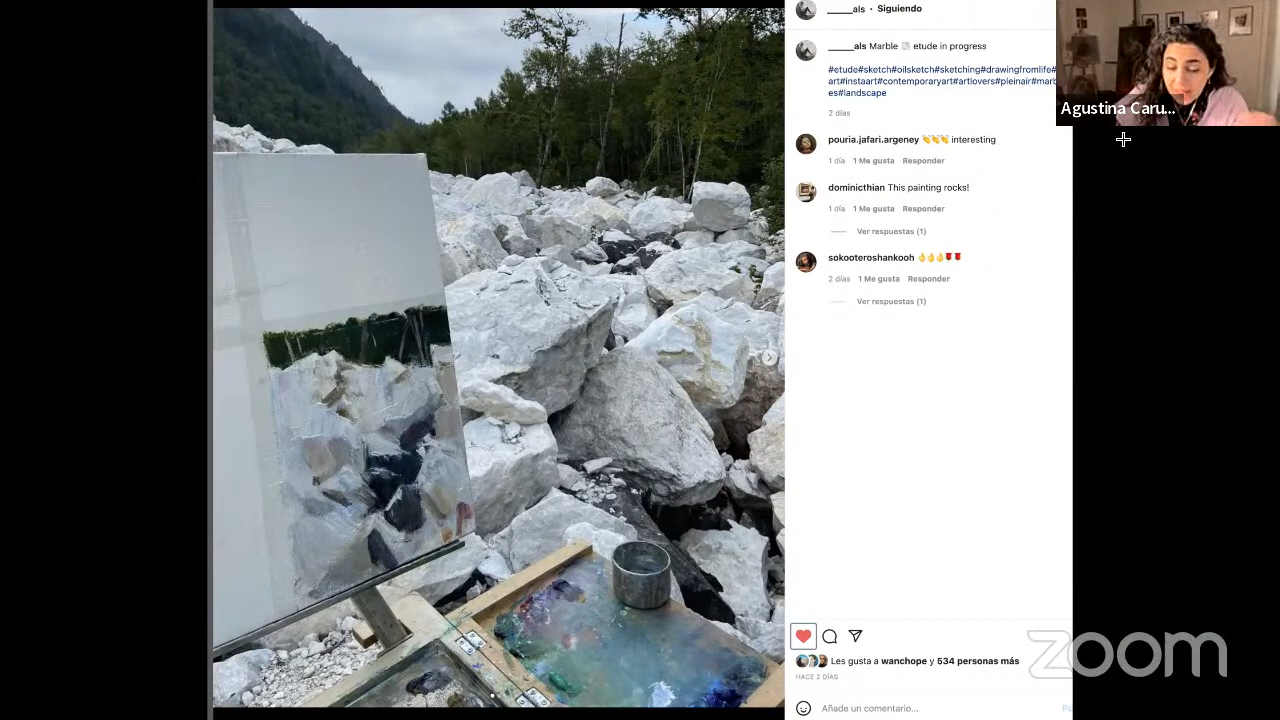 _____als • Siguiendo
_____als Marble etude in progress
#etude#sketch#oilsketch#sketching#drawingfromlife#
art#instaart#contemporaryart#artlovers#pleinair#marb
es#landscape
2 días
pouria.jafari.argeney 👏👏👏 interesting
1 día 1 Me gusta Responder
dominicthian This painting rocks!
1 día 1 Me gusta Responder
Ver respuestas (1)
sokooteroshankooh 👌👌👌🌹🌹
2 días 1 Me gusta Responder
Ver respuestas (1)
Les gusta a wanchope y 534 personas más
HACE 2 DÍAS
Añade un comentario...
Pu
Agustina Caru...
zoom